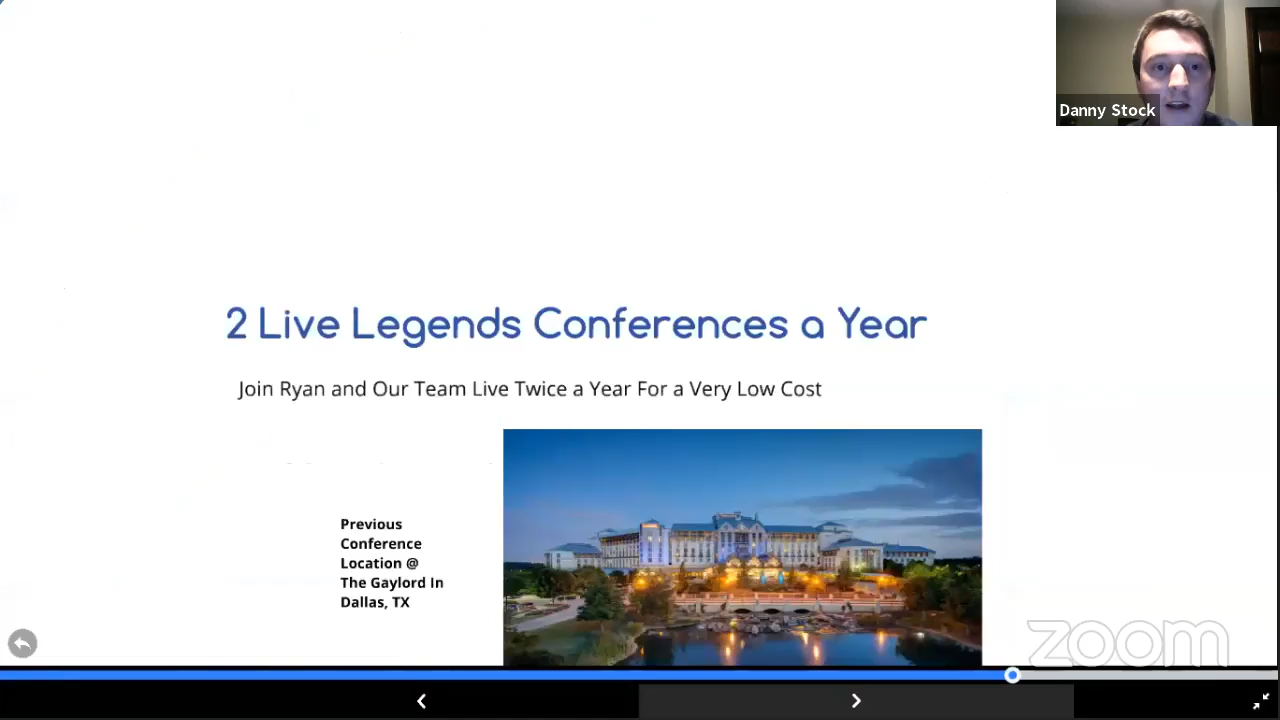 Danny Stock
2 Live Legends Conferences a Year
Join Ryan and Our Team Live Twice a Year For a Very Low Cost
Previous
Conference
Location @
The Gaylord In
Dallas, TX
zoom